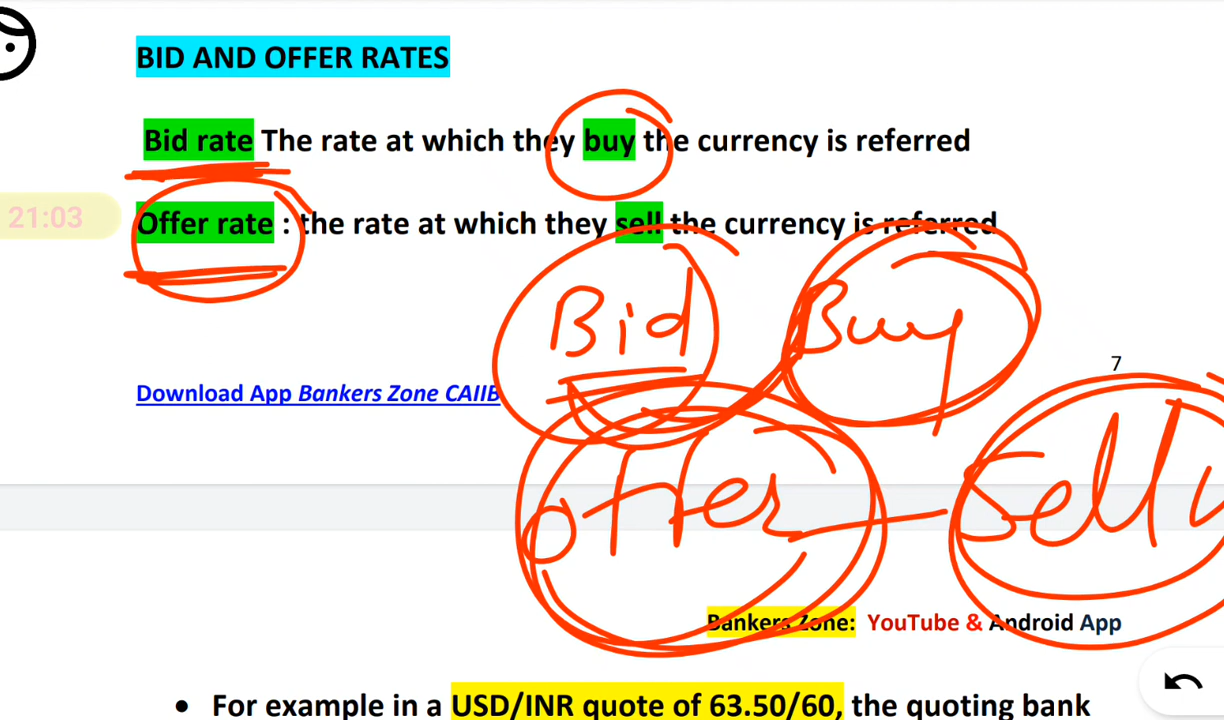 BID AND OFFER RATES
Bid rate The rate at which they buy the currency is referred
21:03
Offer rate : the rate at which they sell the currency is referred
Bid Buy
7
Download App Bankers Zone CAIIB
offer sell
Bankers Zone: YouTube & Android App
• For example in a USD/INR quote of 63.50/60, the quoting bank